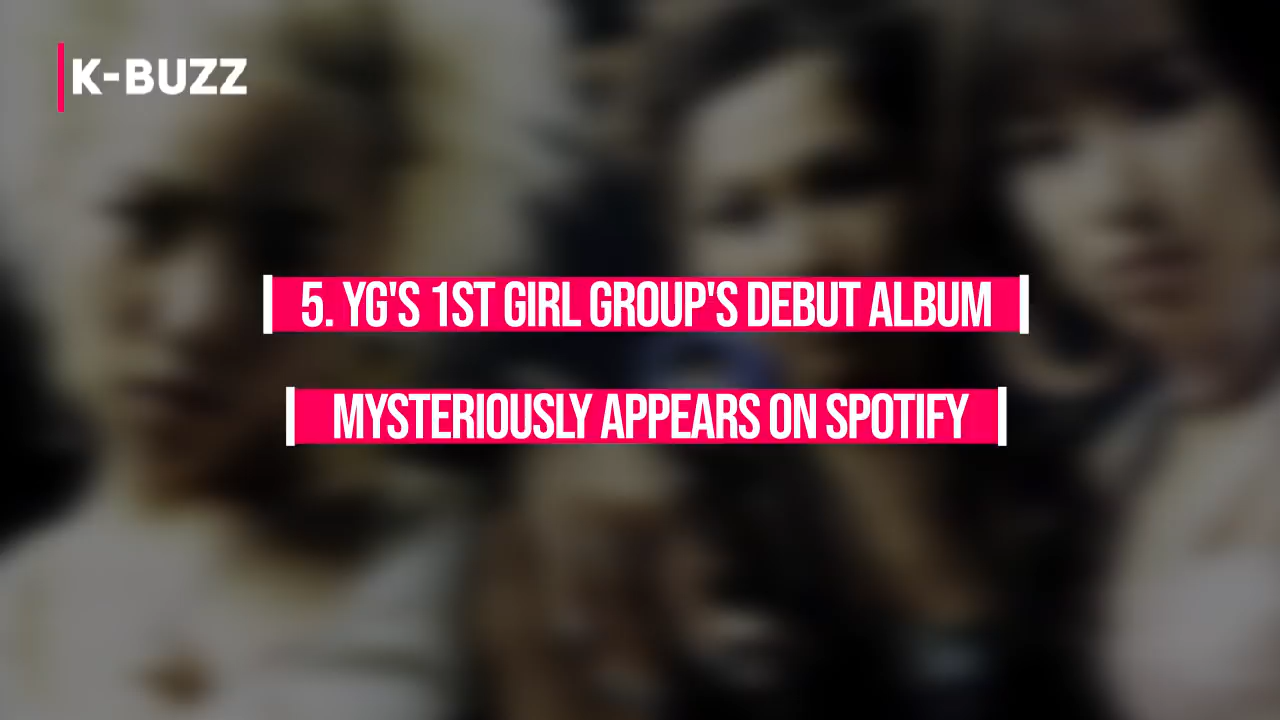 K-BUZZ
5. YG'S 1ST GIRL GROUP'S DEBUT ALBUM
MYSTERIOUSLY APPEARS ON SPOTIFY